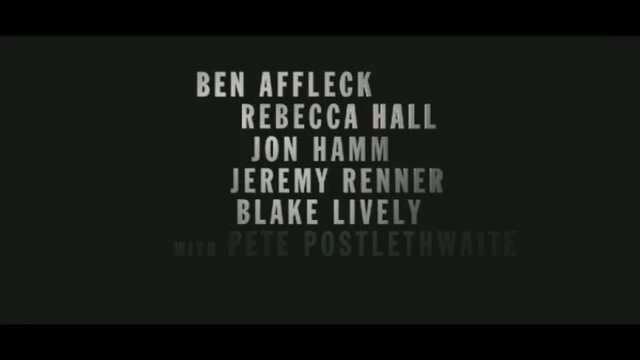 BEN AFFLECK
REBECCA HALL
JON HAMM
JEREMY RENNER
BLAKE LIVELY
WITH PETE POSTLETHWAITE